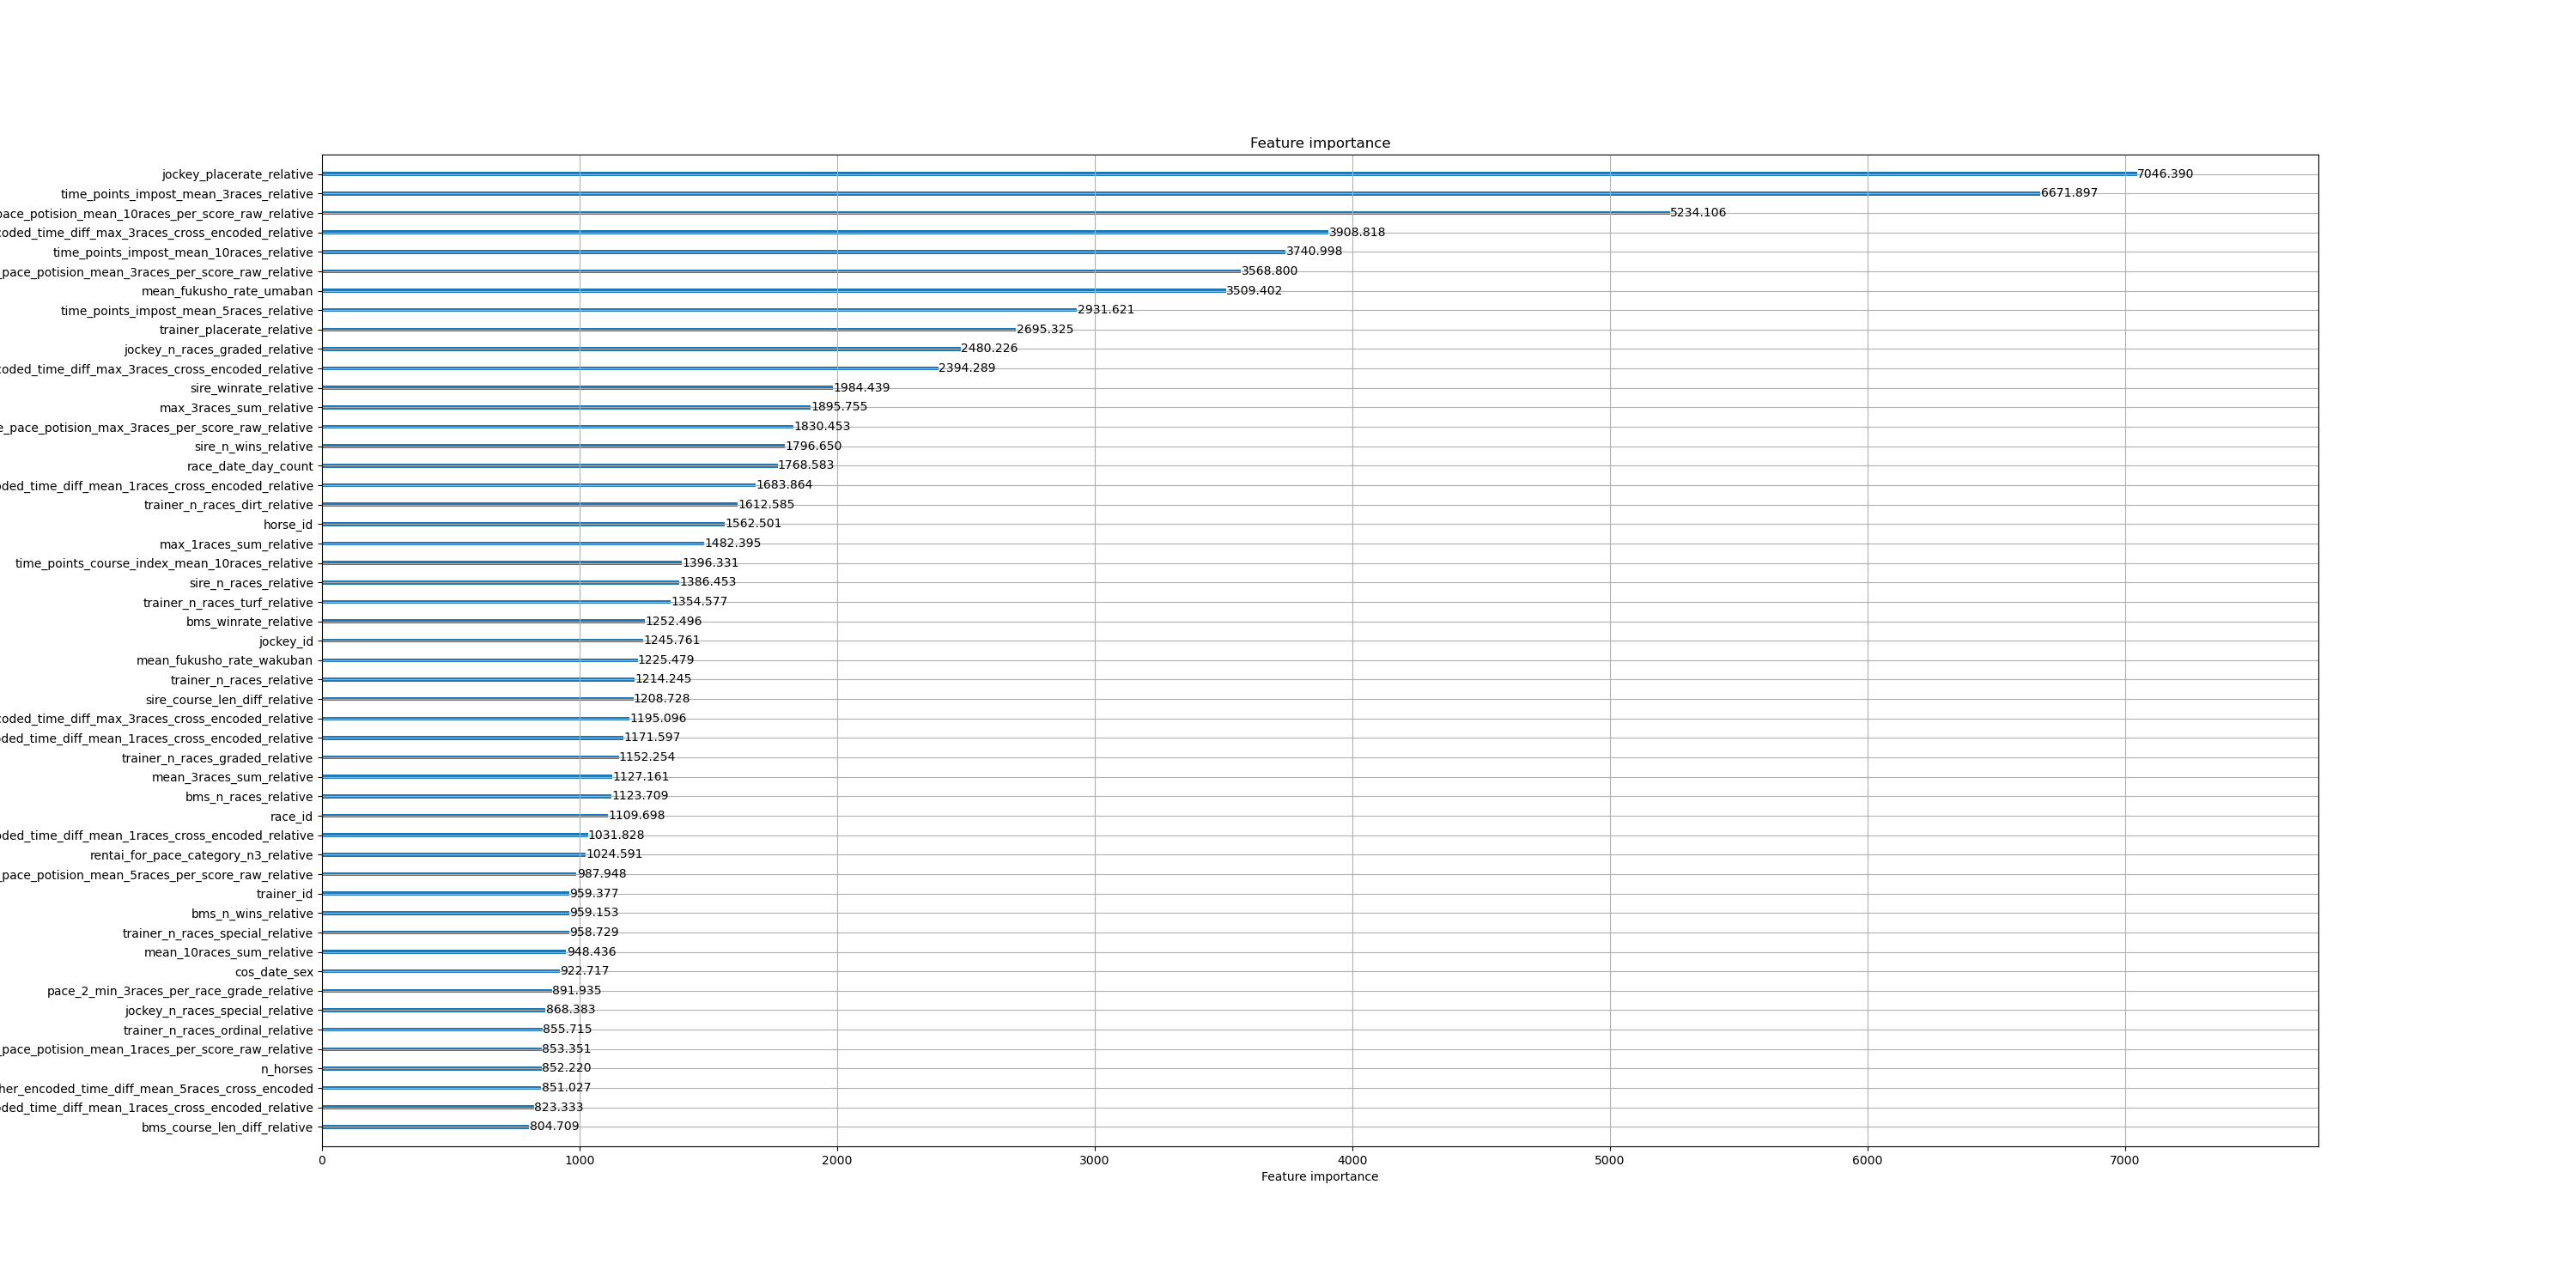 Feature importance
jockey_placerate_relative 7046.390
time_points_impost_mean_3races_relative 6671.897
pace_potision_mean_10races_per_score_raw_relative 5234.106
coded_time_diff_max_3races_cross_encoded_relative 3908.818
time_points_impost_mean_10races_relative 3740.998
_pace_potision_mean_3races_per_score_raw_relative 3568.800
mean_fukusho_rate_umaban 3509.402
time_points_impost_mean_5races_relative 2931.621
trainer_placerate_relative 2695.325
jockey_n_races_graded_relative 2480.226
coded_time_diff_max_3races_cross_encoded_relative 2394.289
sire_winrate_relative 1984.439
max_3races_sum_relative 1895.755
e_pace_potision_max_3races_per_score_raw_relative 1830.453
sire_n_wins_relative 1796.650
race_date_day_count 1768.583
oded_time_diff_mean_1races_cross_encoded_relative 1683.864
trainer_n_races_dirt_relative 1612.585
horse_id 1562.501
max_1races_sum_relative 1482.395
time_points_course_index_mean_10races_relative 1396.331
sire_n_races_relative 1386.453
trainer_n_races_turf_relative 1354.577
bms_winrate_relative 1252.496
jockey_id 1245.761
mean_fukusho_rate_wakuban 1225.479
trainer_n_races_relative 1214.245
sire_course_len_diff_relative 1208.728
coded_time_diff_max_3races_cross_encoded_relative 1195.096
oded_time_diff_mean_1races_cross_encoded_relative 1171.597
trainer_n_races_graded_relative 1152.254
mean_3races_sum_relative 1127.161
bms_n_races_relative 1123.709
race_id 1109.698
oded_time_diff_mean_1races_cross_encoded_relative 1031.828
rentai_for_pace_category_n3_relative 1024.591
_pace_potision_mean_5races_per_score_raw_relative 987.948
trainer_id 959.377
bms_n_wins_relative 959.153
trainer_n_races_special_relative 958.729
mean_10races_sum_relative 948.436
cos_date_sex 922.717
pace_2_min_3races_per_race_grade_relative 891.935
jockey_n_races_special_relative 868.383
trainer_n_races_ordinal_relative 855.715
_pace_potision_mean_1races_per_score_raw_relative 853.351
n_horses 852.220
her_encoded_time_diff_mean_5races_cross_encoded 851.027
oded_time_diff_mean_1races_cross_encoded_relative 823.333
bms_course_len_diff_relative 804.709
0 1000 2000 3000 4000 5000 6000 7000
Feature importance